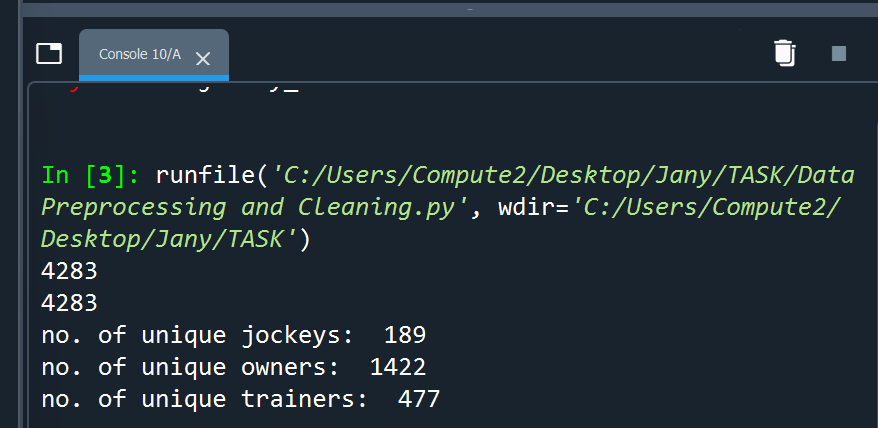 Console 10/A
In [3]: runfile('C:/Users/Compute2/Desktop/Jany/TASK/Data
Preprocessing and Cleaning.py', wdir='C:/Users/Compute2/
Desktop/Jany/TASK')
4283
4283
no. of unique jockeys:  189
no. of unique owners:  1422
no. of unique trainers:  477